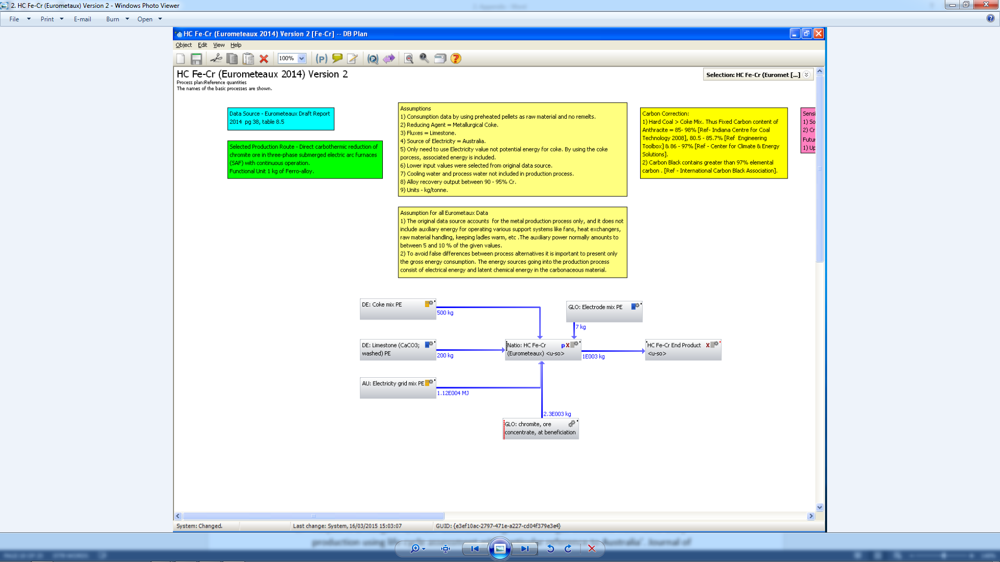 2. HC Fe-Cr (Eurometaux) Version 2 - Windows Photo Viewer
File Print E-mail Burn Open
HC Fe-Cr (Eurometeaux 2014) Version 2 [Fe-Cr] -- DB Plan
Object Edit View Help
100%
HC Fe-Cr (Eurometeaux 2014) Version 2
Process plan:Reference quantities
The names of the basic processes are shown.
Selection: HC Fe-Cr (Euromet [...]
Data Source - Eurometeaux Draft Report
2014 pg 38, table 8.5
Selected Production Route - Direct carbothermic reduction of
chromite ore in three-phase submerged electric arc furnaces
(SAF) with continuous operation.
Functional Unit 1 kg of Ferro-alloy.
Assumptions
1) Consumption data by using preheated pellets as raw material and no remelts.
2) Reducing Agent = Metallurgical Coke.
3) Fluxes = Limestone.
4) Source of Electricity = Australia.
5) Only need to use Electricity value not potential energy for coke. By using the coke
porcess, associated energy is included.
6) Lower input values were selected from original data source.
7) Cooling water and process water not included in production process.
8) Alloy recovery output between 90 - 95% Cr.
9) Units - kg/tonne.
Carbon Correction:
1) Hard Coal > Coke Mix. Thus Fixed Carbon content of
Anthracite = 85- 98% [Ref- Indiana Centre for Coal
Technology 2008], 80.5 - 85.7% [Ref Engineering
Toolbox] & 86 - 97% [Ref - Center for Climate & Energy
Solutions].
2) Carbon Black contains greater than 97% elemental
carbon . [Ref - International Carbon Black Association].
Sensi
1) So
2) Cr
Futur
1) Up
Assumption for all Eurometaux Data
1) The original data source accounts for the metal production process only, and it does not
include auxiliary energy for operating various support systems like fans, heat exchangers,
raw material handling, keeping ladles warm, etc .The auxiliary power normally amounts to
between 5 and 10 % of the given values.
2) To avoid false differences between process alternatives it is important to present only
the gross energy consumption. The energy sources going into the production process
consist of electrical energy and latent chemical energy in the carbonaceous material.
DE: Coke mix PE
500 kg
GLO: Electrode mix PE
7 kg
DE: Limestone (CaCO3;
washed) PE
200 kg
Natio: HC Fe-Cr pX
(Eurometeaux) <u-so>
1E003 kg
HC Fe-Cr End Product X
<u-so>
AU: Electricity grid mix PE
1.12E004 MJ
2.3E003 kg
GLO: chromite, ore
concentrate, at beneficiation
System: Changed. Last change: System, 16/03/2015 15:03:07 GUID: {e3ef10ac-2797-471e-a227-cd04f379e3e4}